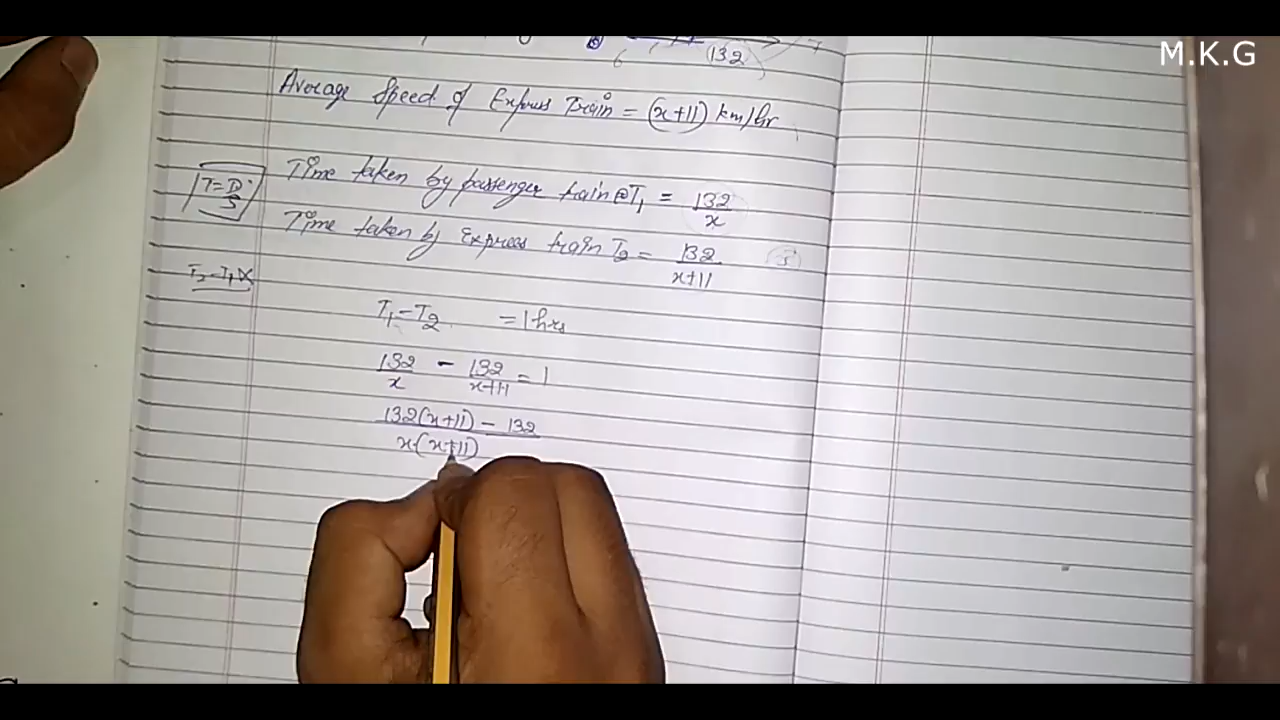 (132)
M.K.G
Average Speed of Express Train = (x+11) km/hr
Time taken by passenger train @T₁ = 132/x
T = D/S
Time taken by Express train T₂ = 132/(x+11)
T₂-T₁ X
T₁-T₂ = 1 hrs
132/x - 132/(x+11) = 1
132(x+11) - 132
x(x+11)